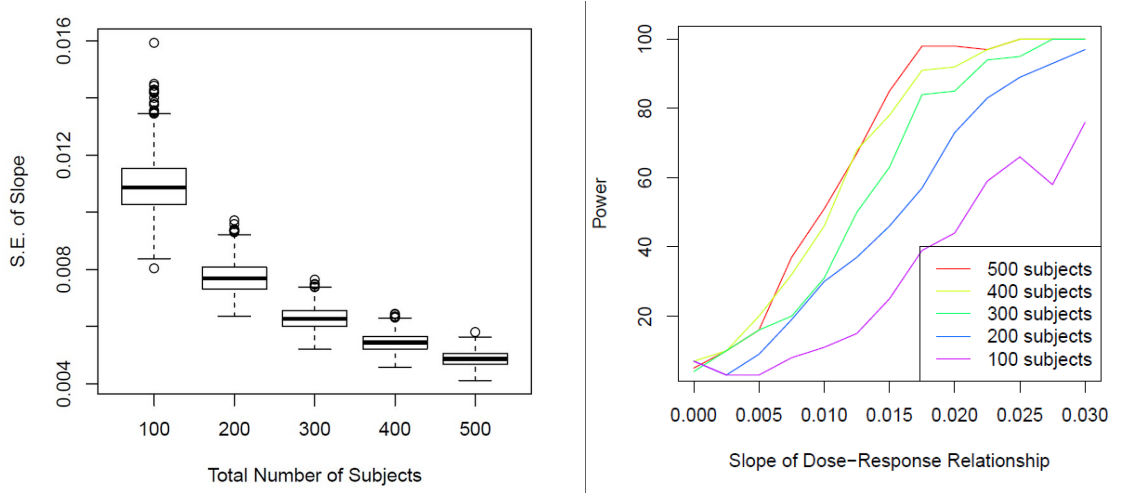 S.E. of Slope
0.016
0.012
0.008
0.004
100 200 300 400 500
Total Number of Subjects
Power
100
80
60
40
20
500 subjects
400 subjects
300 subjects
200 subjects
100 subjects
0.000 0.005 0.010 0.015 0.020 0.025 0.030
Slope of Dose−Response Relationship